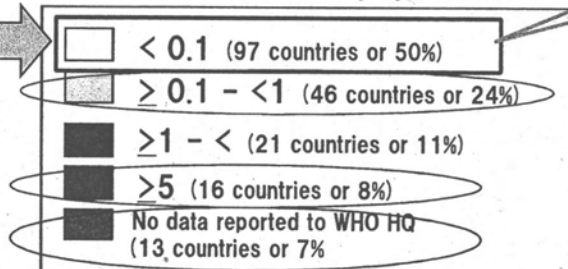 < 0.1 (97 countries or 50%)
≥ 0.1 - <1 (46 countries or 24%)
≥1 - < (21 countries or 11%)
≥5 (16 countries or 8%)
No data reported to WHO HQ
(13 countries or 7%